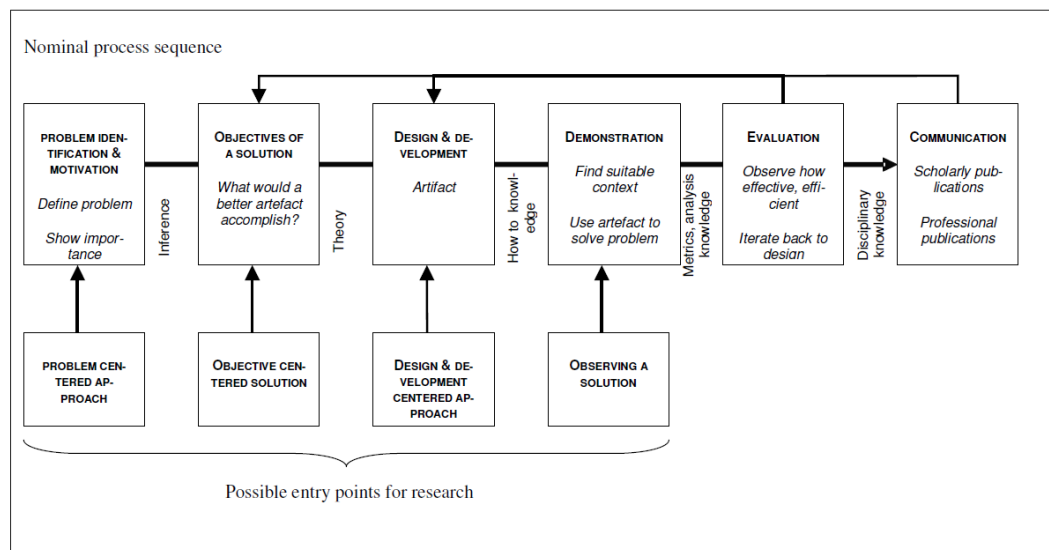 Nominal process sequence
PROBLEM IDEN-
TIFICATION &
MOTIVATION
Define problem
Show impor-
tance
Inference
OBJECTIVES OF
A SOLUTION
What would a
better artefact
accomplish?
Theory
DESIGN & DE-
VELOPMENT
Artifact
How to knowl-
edge
DEMONSTRATION
Find suitable
context
Use artefact to
solve problem
Metrics, analysis
knowledge
EVALUATION
Observe how
effective, effi-
cient
Iterate back to
design
Disciplinary
knowledge
COMMUNICATION
Scholarly pub-
lications
Professional
publications
PROBLEM CEN-
TERED AP-
PROACH
OBJECTIVE CEN-
TERED SOLUTION
DESIGN & DE-
VELOPMENT
CENTERED AP-
PROACH
OBSERVING A
SOLUTION
Possible entry points for research